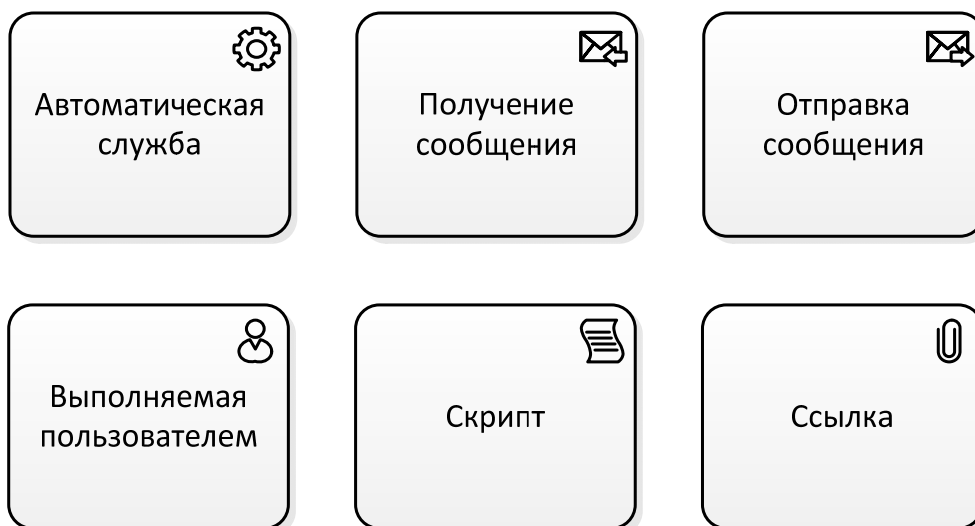 Автоматическая
служба
Получение
сообщения
Отправка
сообщения
Выполняемая
пользователем
Скрипт
Ссылка